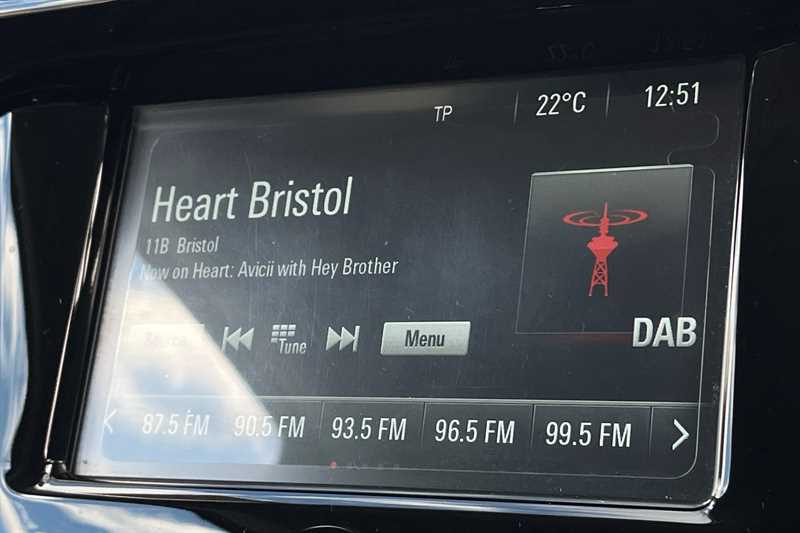 TP 22°C 12:51
Heart Bristol
11B Bristol
Now on Heart: Avicii with Hey Brother
Tune Menu
DAB
87.5 FM 90.5 FM 93.5 FM 96.5 FM 99.5 FM